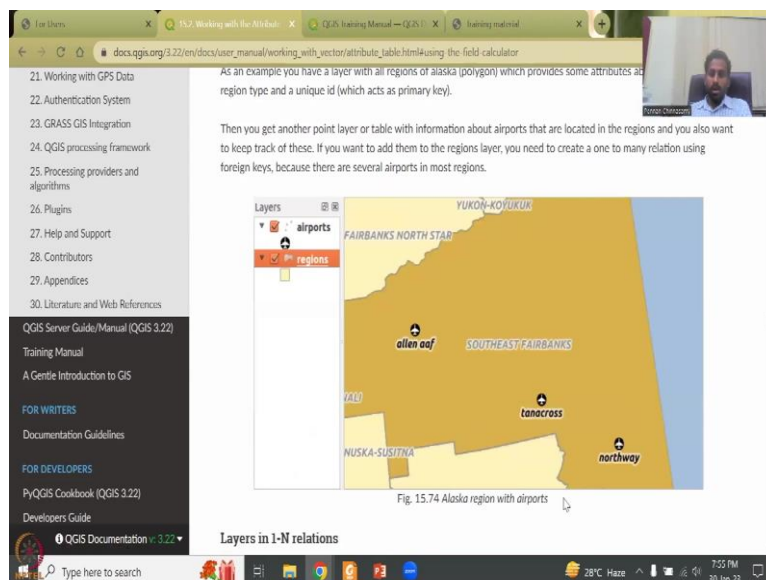 For Users
15.2. Working with the Attribute
QGIS Training Manual — QGIS D
training material
docs.qgis.org/3.22/en/docs/user_manual/working_with_vector/attribute_table.html#using-the-field-calculator
21. Working with GPS Data
22. Authentication System
23. GRASS GIS Integration
24. QGIS processing framework
25. Processing providers and
algorithms
26. Plugins
27. Help and Support
28. Contributors
29. Appendices
30. Literature and Web References
QGIS Server Guide/Manual (QGIS 3.22)
Training Manual
A Gentle Introduction to GIS
FOR WRITERS
Documentation Guidelines
FOR DEVELOPERS
PyQGIS Cookbook (QGIS 3.22)
Developers Guide
QGIS Documentation v: 3.22
As an example you have a layer with all regions of alaska (polygon) which provides some attributes ab
region type and a unique id (which acts as primary key).
Then you get another point layer or table with information about airports that are located in the regions and you also want
to keep track of these. If you want to add them to the regions layer, you need to create a one to many relation using
foreign keys, because there are several airports in most regions.
Layers
airports
regions
YUKON-KOYUKUK
FAIRBANKS NORTH STAR
allen aaf
SOUTHEAST FAIRBANKS
NALI
tanacross
NUSKA-SUSITNA
northway
Fig. 15.74 Alaska region with airports
Layers in 1-N relations
NPTEL
Type here to search
28°C Haze
7:55 PM
30-Jan-23